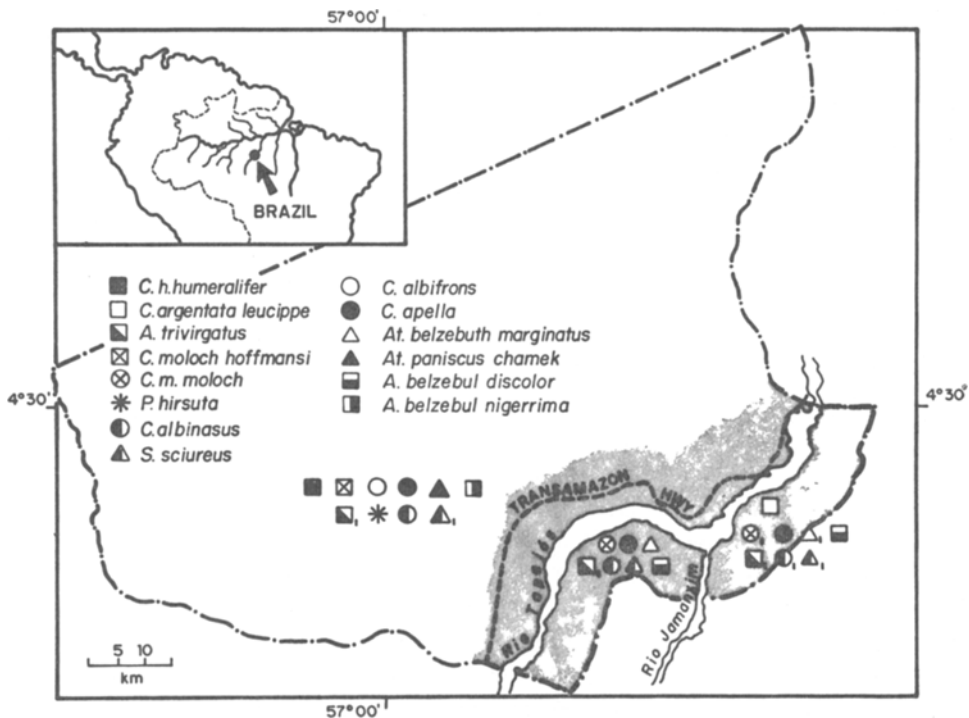 57°00'
BRAZIL
C. h. humeralifer
C. argentata leucippe
A. trivirgatus
C. moloch hoffmansi
C. m. moloch
P. hirsuta
C. albinasus
S. sciureus
C. albifrons
C. apella
At. belzebuth marginatus
At. paniscus chamek
A. belzebul discolor
A. belzebul nigerrima
4°30'
4°30'
TRANSAMAZON HWY
Rio Tapajós
Rio Jamanxim
5 10
km
57°00'